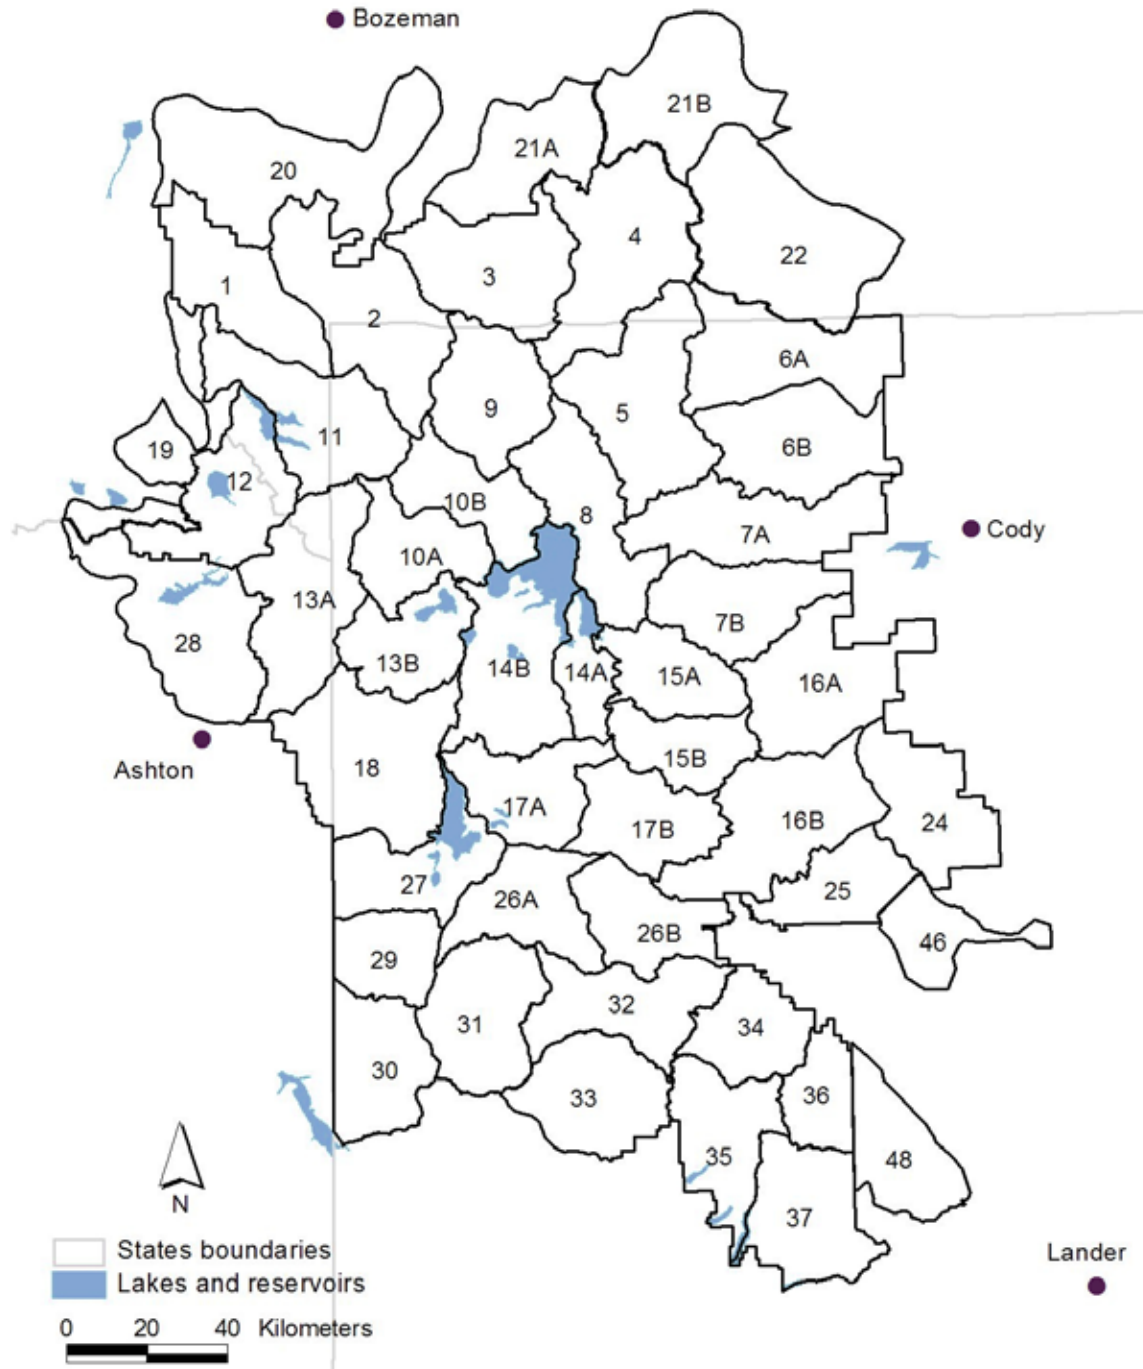 Bozeman
21B
21A
20
4
22
3
1
2
6A
9
5
11
19
6B
12
10B
8
7A
Cody
10A
13A
7B
28
13B
14B
14A
15A
16A
Ashton
18
15B
17A
17B
16B
24
27
26A
25
26B
46
29
32
31
34
30
33
36
35
48
37
N
Lander
States boundaries
Lakes and reservoirs
0 20 40 Kilometers